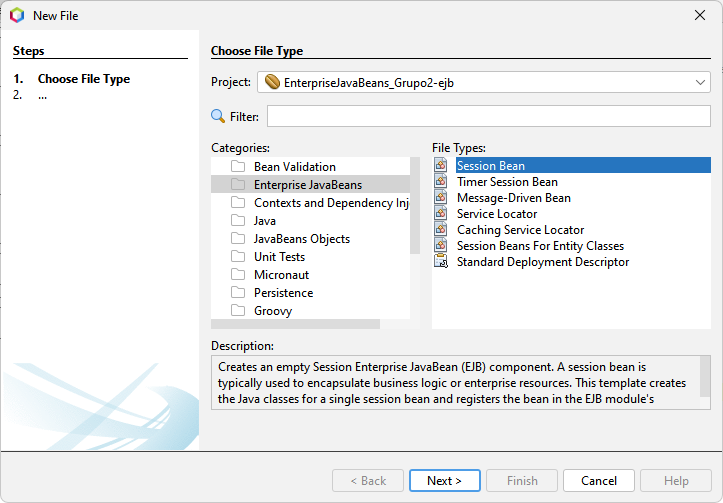 New File
Steps
1. Choose File Type
2. ...
Choose File Type
Project: EnterpriseJavaBeans_Grupo2-ejb
Filter:
Categories:
Bean Validation
Enterprise JavaBeans
Contexts and Dependency Inj
Java
JavaBeans Objects
Unit Tests
Micronaut
Persistence
Groovy
File Types:
Session Bean
Timer Session Bean
Message-Driven Bean
Service Locator
Caching Service Locator
Session Beans For Entity Classes
Standard Deployment Descriptor
Description:
Creates an empty Session Enterprise JavaBean (EJB) component. A session bean is
typically used to encapsulate business logic or enterprise resources. This template creates
the Java classes for a single session bean and registers the bean in the EJB module's
< Back
Next >
Finish
Cancel
Help